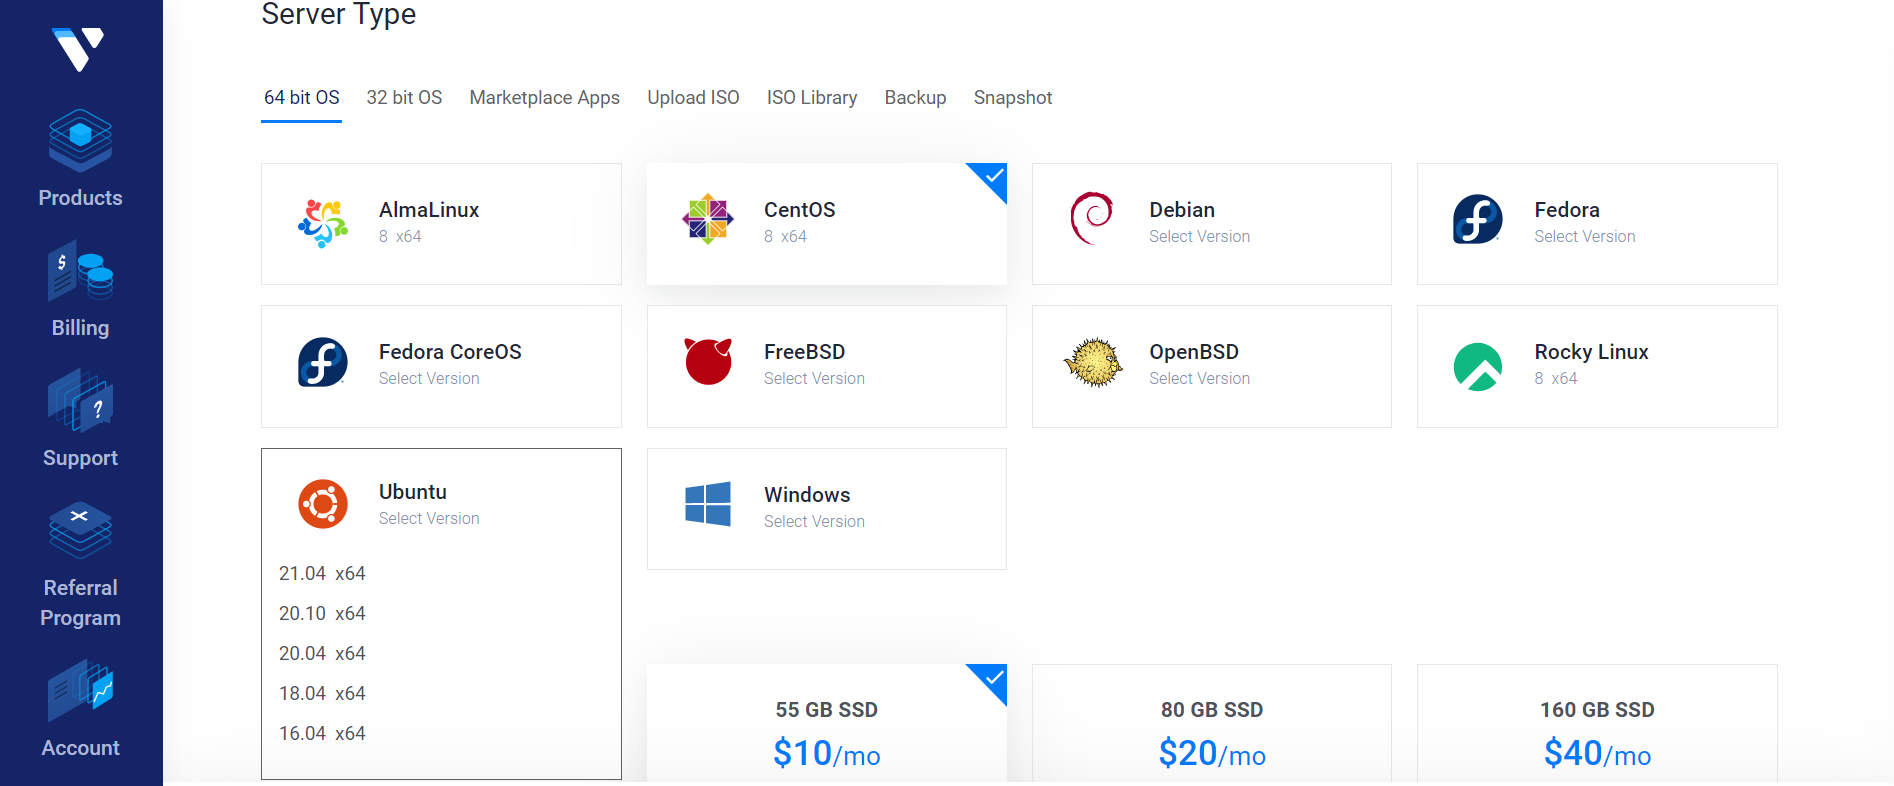 Server Type
64 bit OS
32 bit OS
Marketplace Apps
Upload ISO
ISO Library
Backup
Snapshot
Products
Billing
Support
Referral
Program
Account
AlmaLinux
8 x64
CentOS
8 x64
Debian
Select Version
Fedora
Select Version
Fedora CoreOS
Select Version
FreeBSD
Select Version
OpenBSD
Select Version
Rocky Linux
8 x64
Ubuntu
Select Version
21.04 x64
20.10 x64
20.04 x64
18.04 x64
16.04 x64
Windows
Select Version
55 GB SSD
$10/mo
80 GB SSD
$20/mo
160 GB SSD
$40/mo